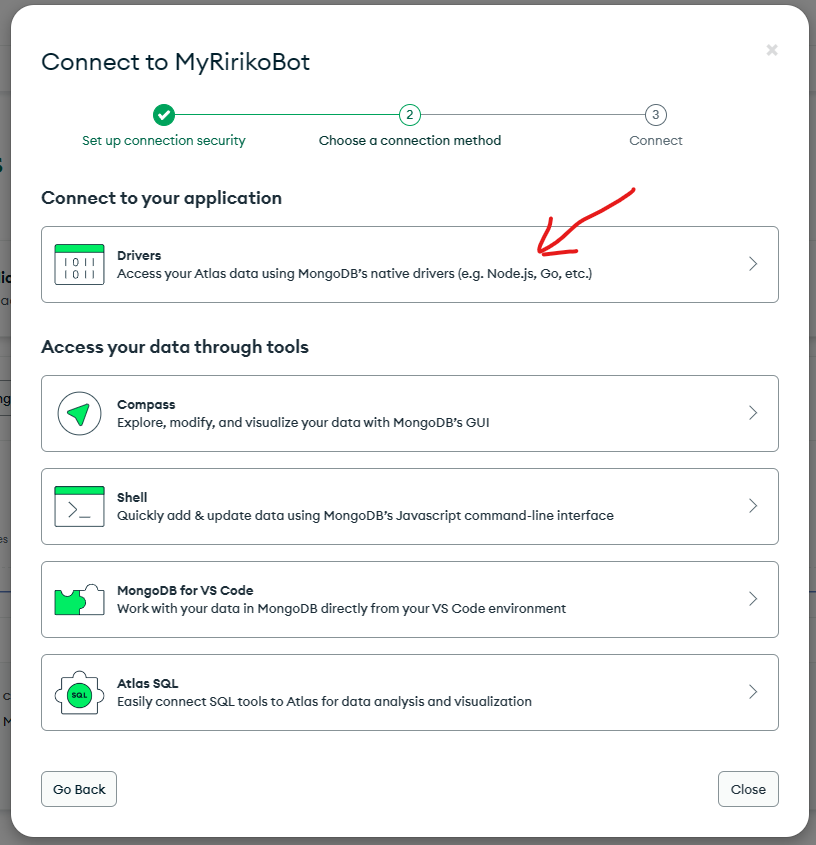 Connect to MyRirikoBot
2
3
Set up connection security
Choose a connection method
Connect
Connect to your application
1011
1011
Drivers
Access your Atlas data using MongoDB’s native drivers (e.g. Node.js, Go, etc.)
Access your data through tools
Compass
Explore, modify, and visualize your data with MongoDB’s GUI
>_
Shell
Quickly add & update data using MongoDB’s Javascript command-line interface
MongoDB for VS Code
Work with your data in MongoDB directly from your VS Code environment
SQL
Atlas SQL
Easily connect SQL tools to Atlas for data analysis and visualization
Go Back
Close